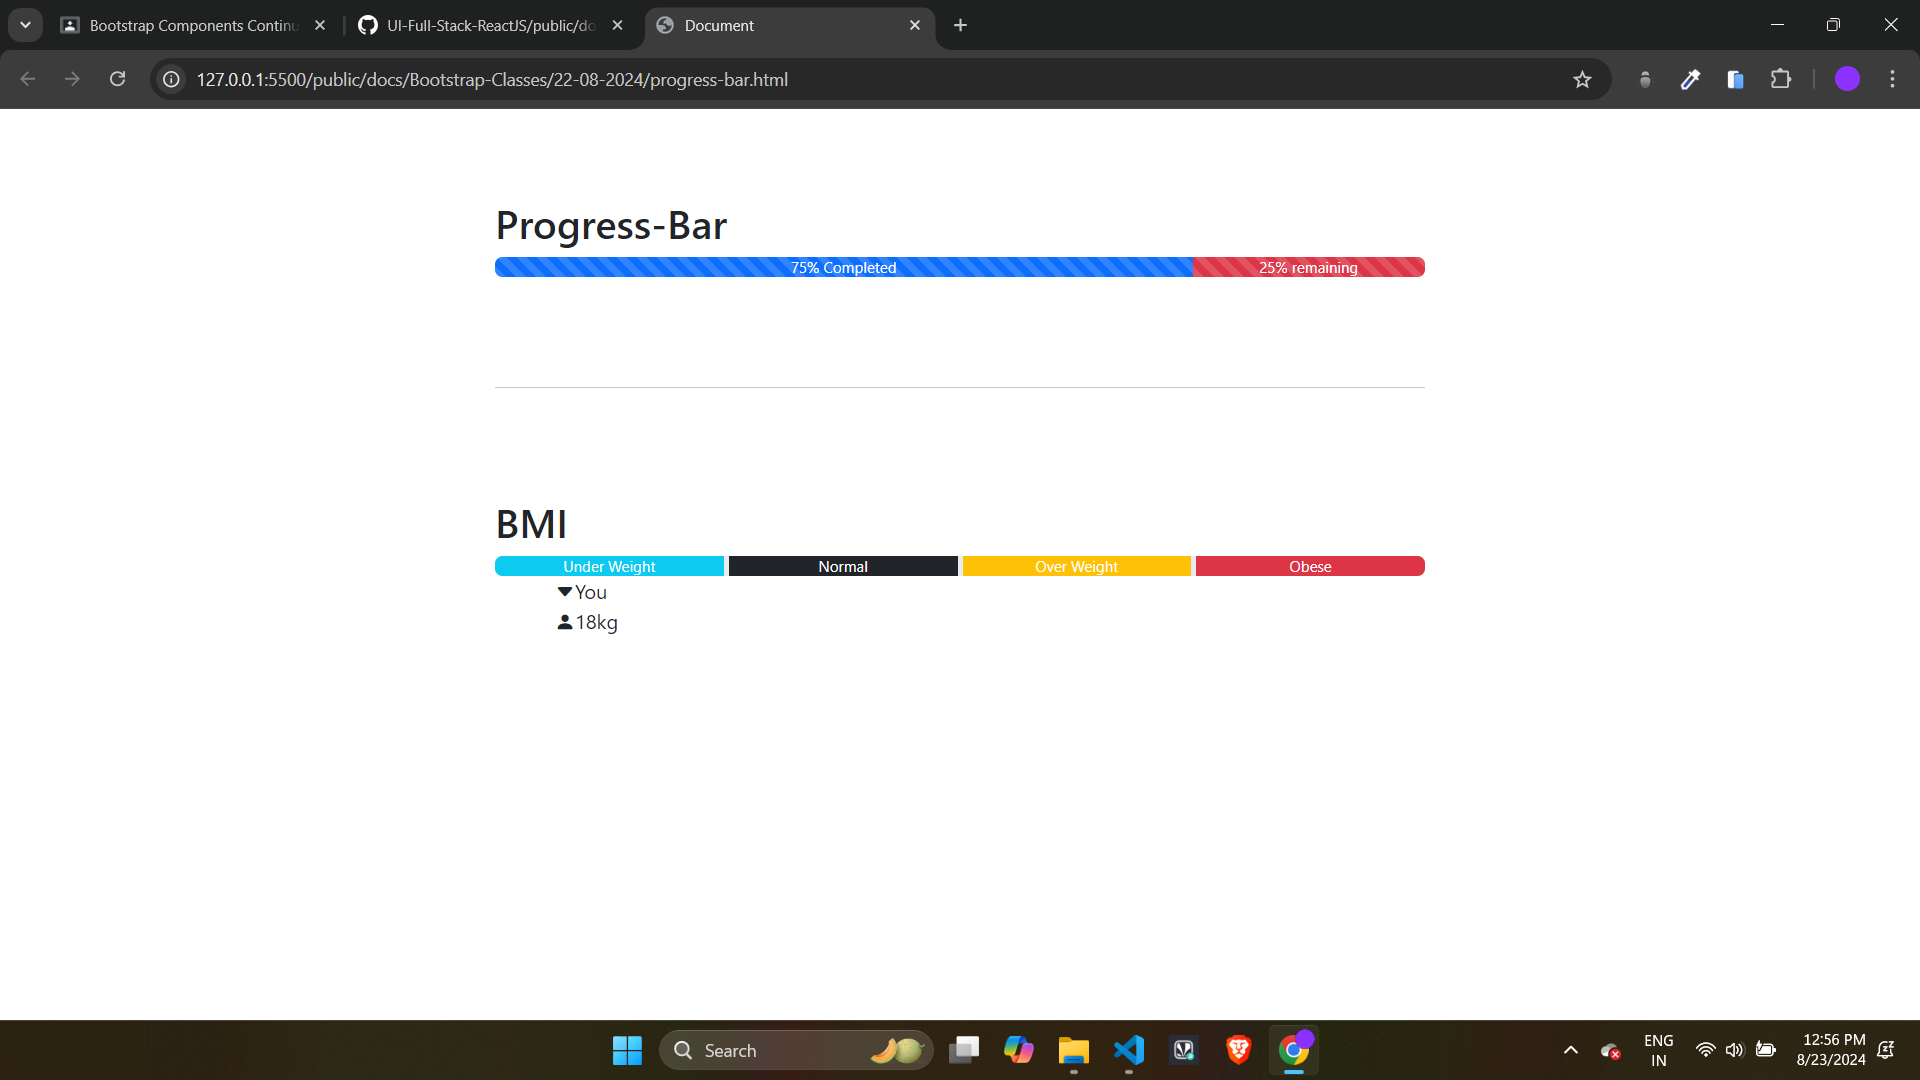 Bootstrap Components Continu
UI-Full-Stack-ReactJS/public/do
Document
127.0.0.1:5500/public/docs/Bootstrap-Classes/22-08-2024/progress-bar.html
Progress-Bar
75% Completed
25% remaining
BMI
Under Weight
Normal
Over Weight
Obese
You
18kg
Search
ENG
IN
12:56 PM
8/23/2024